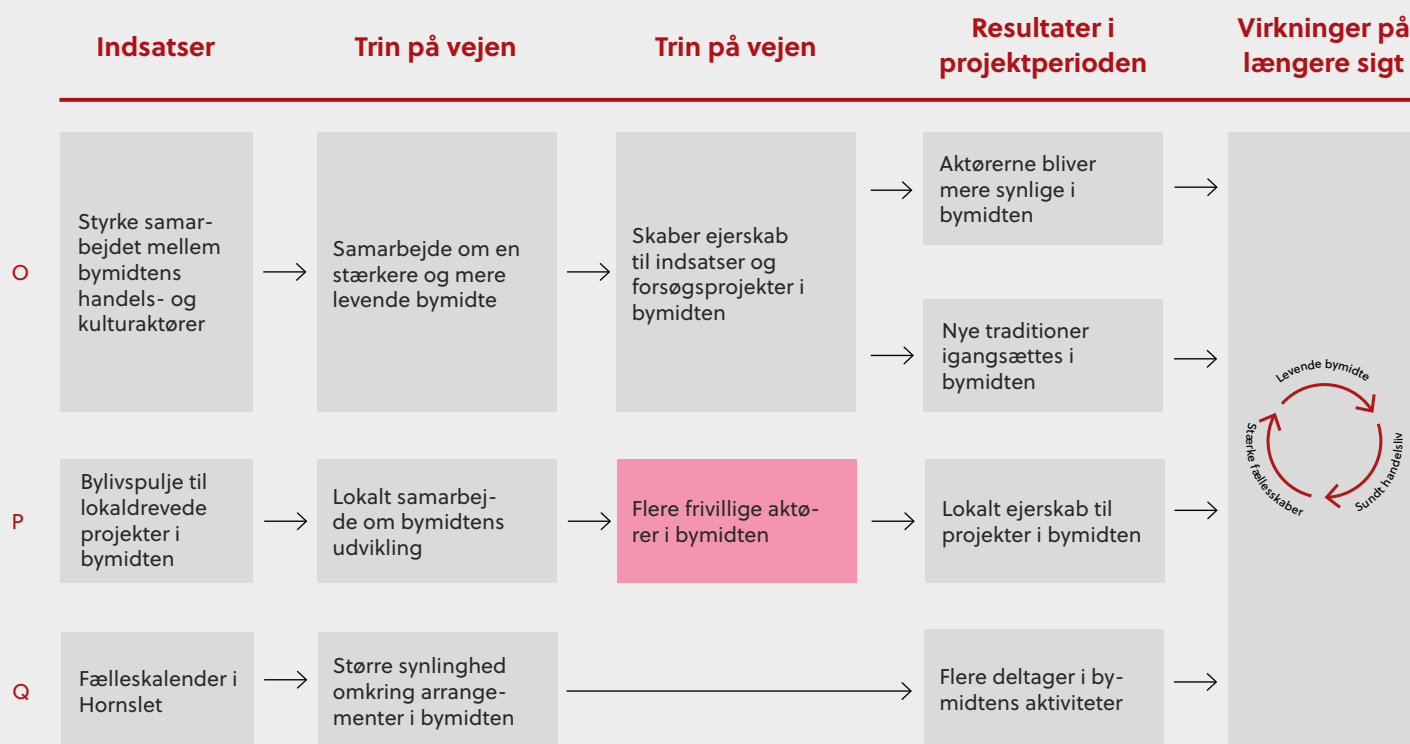 Indsatser
Trin på vejen
Trin på vejen
Resultater i
projektperioden
Virkninger på
længere sigt
O
Styrke samar-
bejdet mellem
bymidtens
handels- og
kulturaktører
Samarbejde om en
stærkere og mere
levende bymidte
Skaber ejerskab
til indsatser og
forsøgsprojekter i
bymidten
Aktørerne bliver
mere synlige i
bymidten
Nye traditioner
igangsættes i
bymidten
P
Bylivspulje til
lokaldrevede
projekter i
bymidten
Lokalt samarbej-
de om bymidtens
udvikling
Flere frivillige aktø-
rer i bymidten
Lokalt ejerskab til
projekter i bymidten
Q
Fælleskalender i
Hornslet
Større synlinghed
omkring arrange-
menter i bymidten
Flere deltager i by-
midtens aktiviteter
Levende bymidte
Sundt handelsliv
Stærke fællesskaber